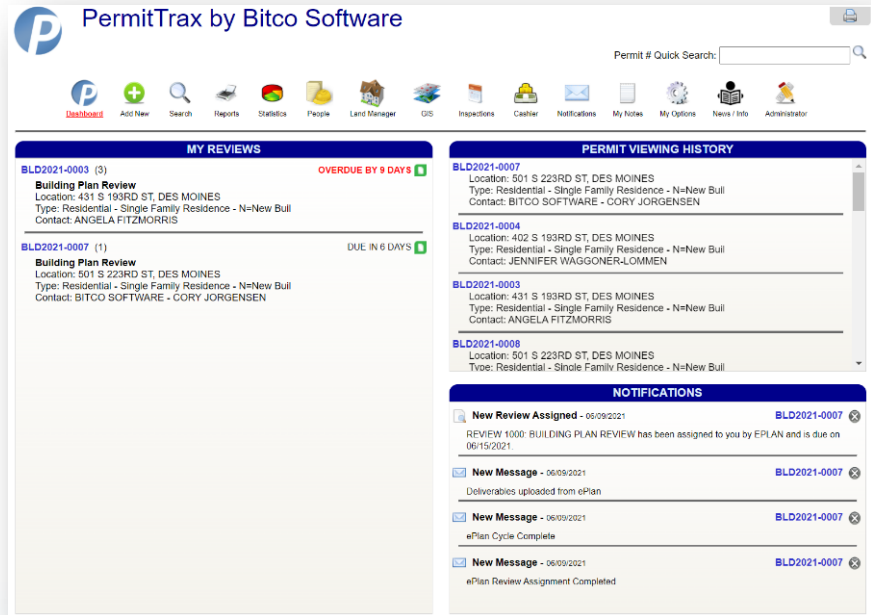 PermitTrax by Bitco Software
Permit # Quick Search:
Dashboard Add New Search Reports Statistics People Land Manager GIS Inspections Cashier Notifications My Notes My Options News / Info Administrator
MY REVIEWS
BLD2021-0003 (3) OVERDUE BY 9 DAYS
Building Plan Review
Location: 431 S 193RD ST, DES MOINES
Type: Residential - Single Family Residence - N=New Buil
Contact: ANGELA FITZMORRIS
BLD2021-0007 (1) DUE IN 6 DAYS
Building Plan Review
Location: 501 S 223RD ST, DES MOINES
Type: Residential - Single Family Residence - N=New Buil
Contact: BITCO SOFTWARE - CORY JORGENSEN
PERMIT VIEWING HISTORY
BLD2021-0007
Location: 501 S 223RD ST, DES MOINES
Type: Residential - Single Family Residence - N=New Buil
Contact: BITCO SOFTWARE - CORY JORGENSEN
BLD2021-0004
Location: 402 S 193RD ST, DES MOINES
Type: Residential - Single Family Residence - N=New Buil
Contact: JENNIFER WAGGONER-LOMMEN
BLD2021-0003
Location: 431 S 193RD ST, DES MOINES
Type: Residential - Single Family Residence - N=New Buil
Contact: ANGELA FITZMORRIS
BLD2021-0008
Location: 501 S 223RD ST, DES MOINES
Type: Residential - Single Family Residence - N=New Buil
NOTIFICATIONS
New Review Assigned - 06/09/2021 BLD2021-0007
REVIEW 1000: BUILDING PLAN REVIEW has been assigned to you by EPLAN and is due on
06/15/2021.
New Message - 06/09/2021 BLD2021-0007
Deliverables uploaded from ePlan
New Message - 06/09/2021 BLD2021-0007
ePlan Cycle Complete
New Message - 06/09/2021 BLD2021-0007
ePlan Review Assignment Completed